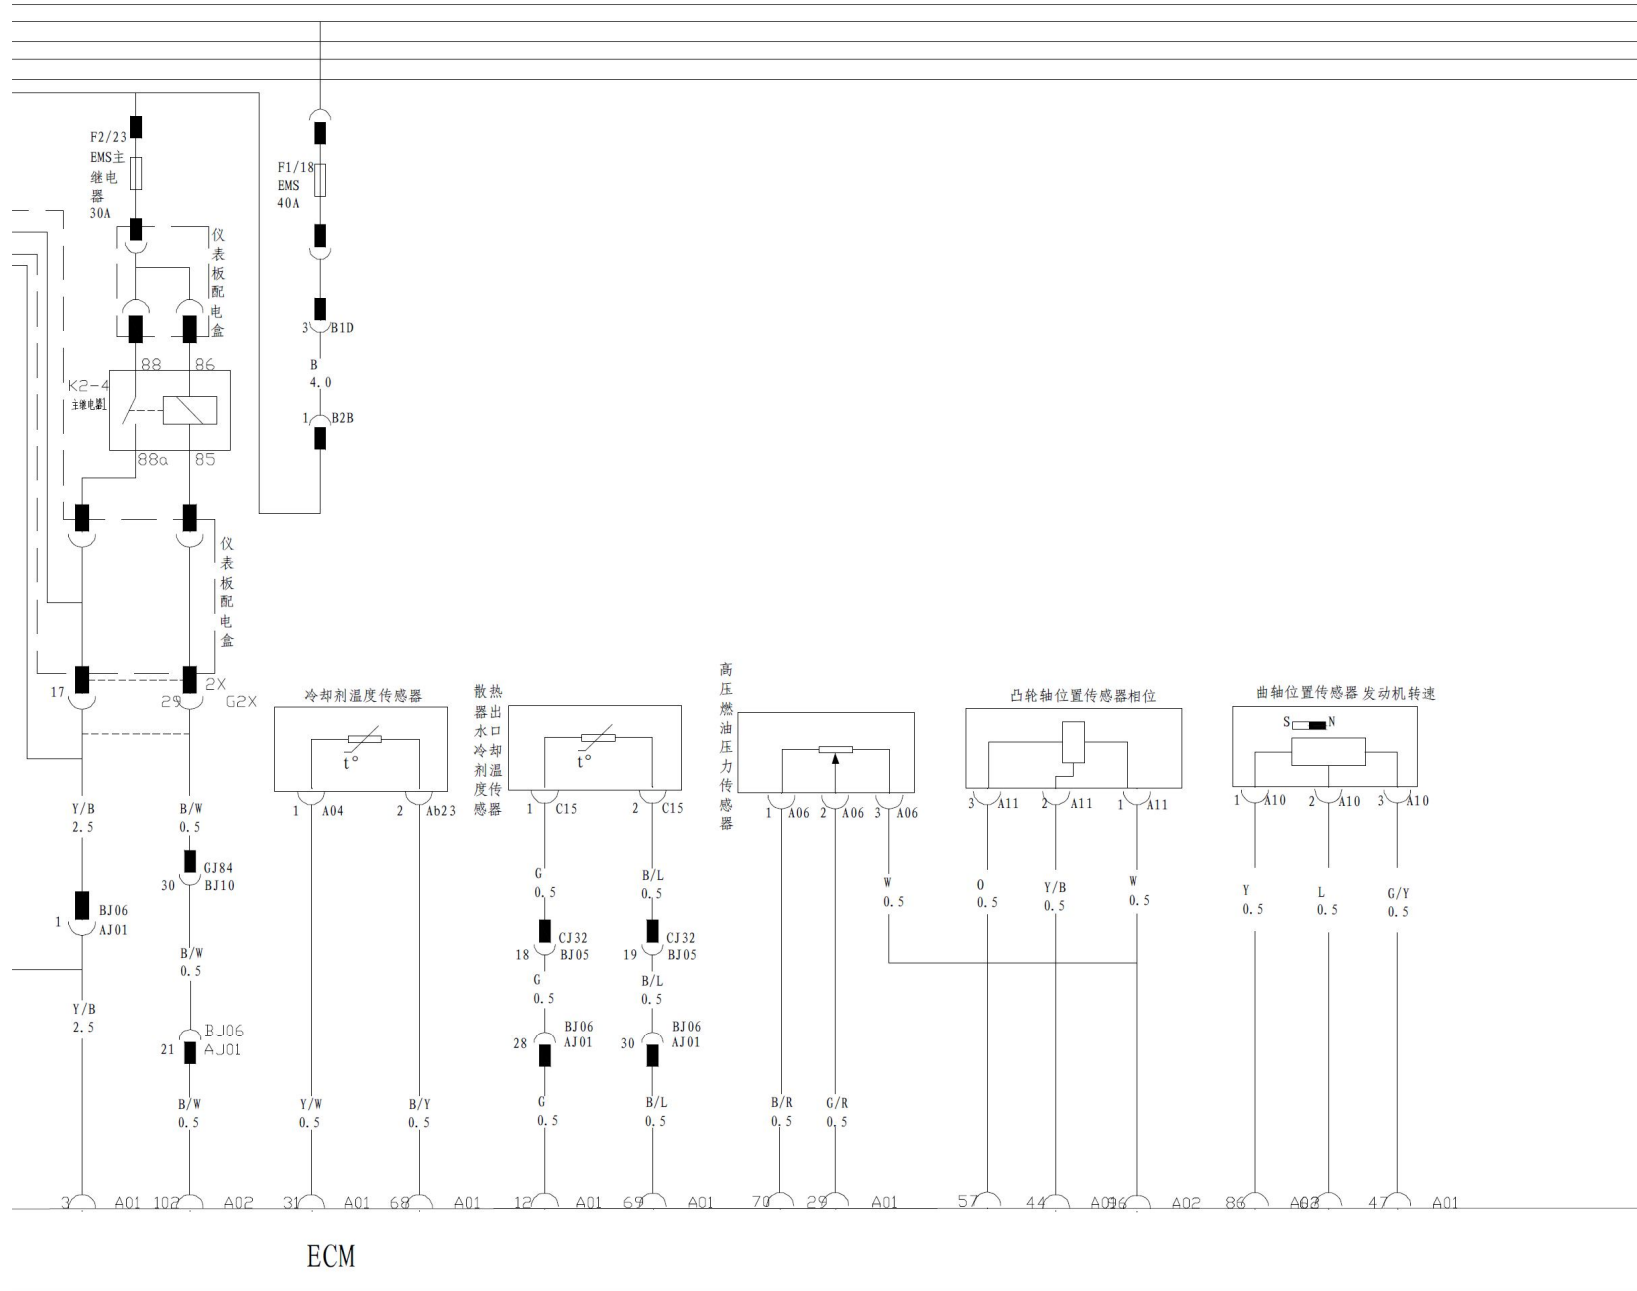 F2/23
EMS主
继电
器
30A
F1/18
EMS
40A
仪表板配电盒
3 B1D
B
4.0
1 B2B
88 86
K2-4
主继电器1
88a 85
仪表板配电盒
17
29
2X
G2X
冷却剂温度传感器
t°
1 A04
2 Ab23
散热
器出
水口
冷却
剂温
度传
感器
t°
1 C15
2 C15
高压燃油压力传感器
1 A06
2 A06
3 A06
凸轮轴位置传感器相位
3 A11
2 A11
1 A11
曲轴位置传感器 发动机转速
S N
1 A10
2 A10
3 A10
Y/B
2.5
B/W
0.5
GJ84
30 BJ10
BJ06
1 AJ01
B/W
0.5
Y/B
2.5
BJ06
21 AJ01
B/W
0.5
Y/W
0.5
B/Y
0.5
G
0.5
B/L
0.5
CJ32
18 BJ05
CJ32
19 BJ05
G
0.5
B/L
0.5
BJ06
28 AJ01
BJ06
30 AJ01
G
0.5
B/L
0.5
B/R
0.5
G/R
0.5
W
0.5
O
0.5
Y/B
0.5
W
0.5
Y
0.5
L
0.5
G/Y
0.5
3 A01
102 A02
31 A01
68 A01
12 A01
69 A01
70
29 A01
57
44
A02
86
47 A01
ECM